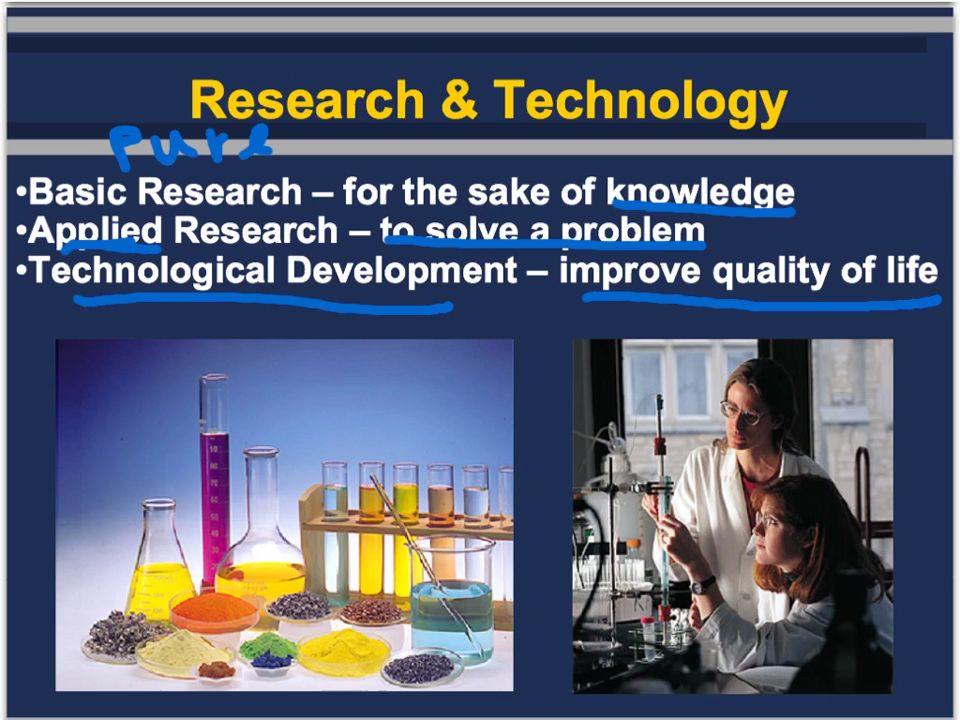 Research & Technology
Pure
•Basic Research – for the sake of knowledge
•Applied Research – to solve a problem
•Technological Development – improve quality of life